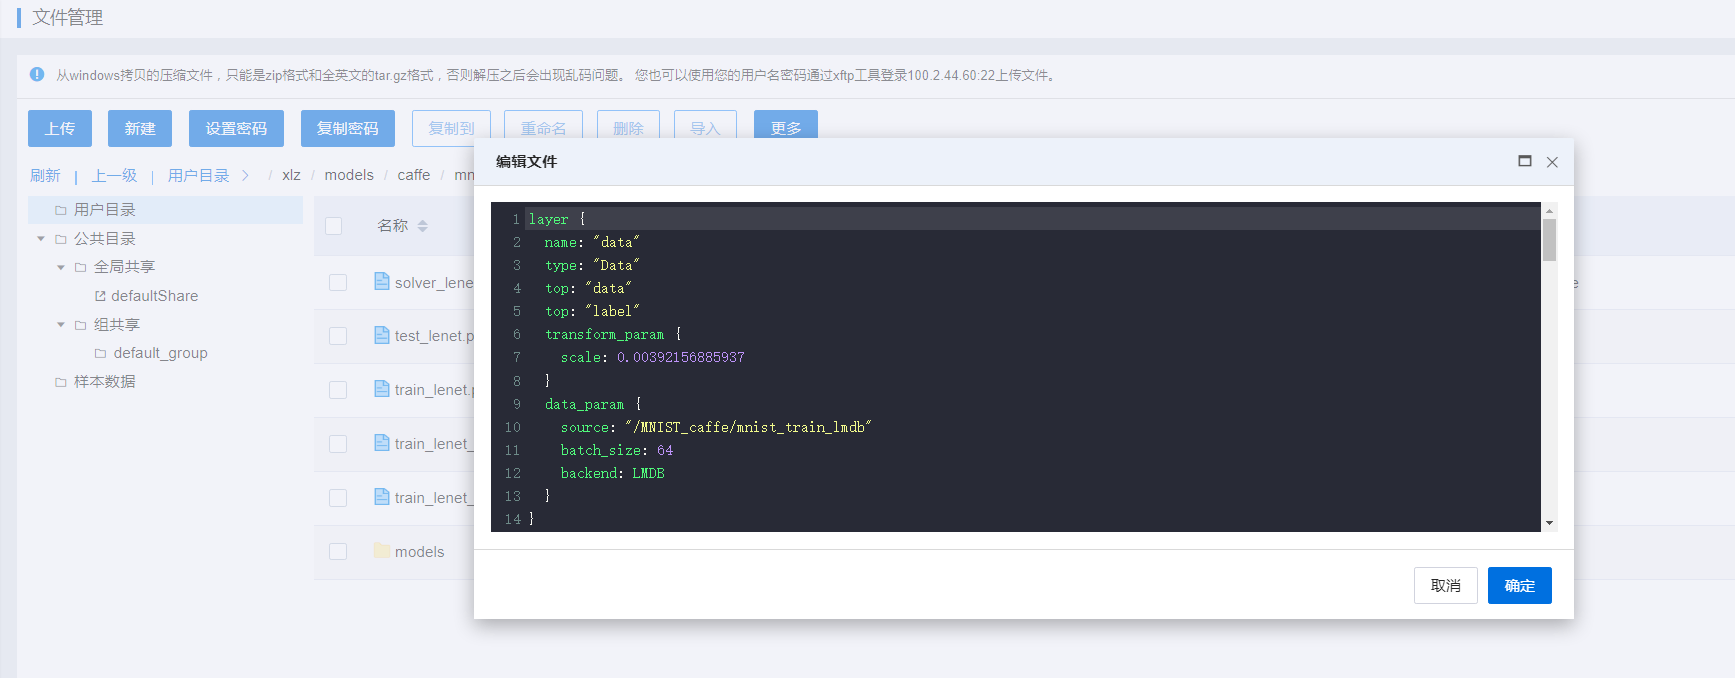 文件管理
从windows拷贝的压缩文件，只能是zip格式和全英文的tar.gz格式，否则解压之后会出现乱码问题。 您也可以使用您的用户名密码通过xftp工具登录100.2.44.60:22上传文件。
上传 新建 设置密码 复制密码 复制到 重命名 删除 导入 更多
刷新 | 上一级 | 用户目录 > / xlz / models / caffe / mn
用户目录
公共目录
全局共享
defaultShare
组共享
default_group
样本数据
名称
solver_lene
test_lenet.p
train_lenet.p
train_lenet_
train_lenet_
models
e
编辑文件
1 layer {
2 name: "data"
3 type: "Data"
4 top: "data"
5 top: "label"
6 transform_param {
7 scale: 0.00392156885937
8 }
9 data_param {
10 source: "/MNIST_caffe/mnist_train_lmdb"
11 batch_size: 64
12 backend: LMDB
13 }
14 }
取消 确定